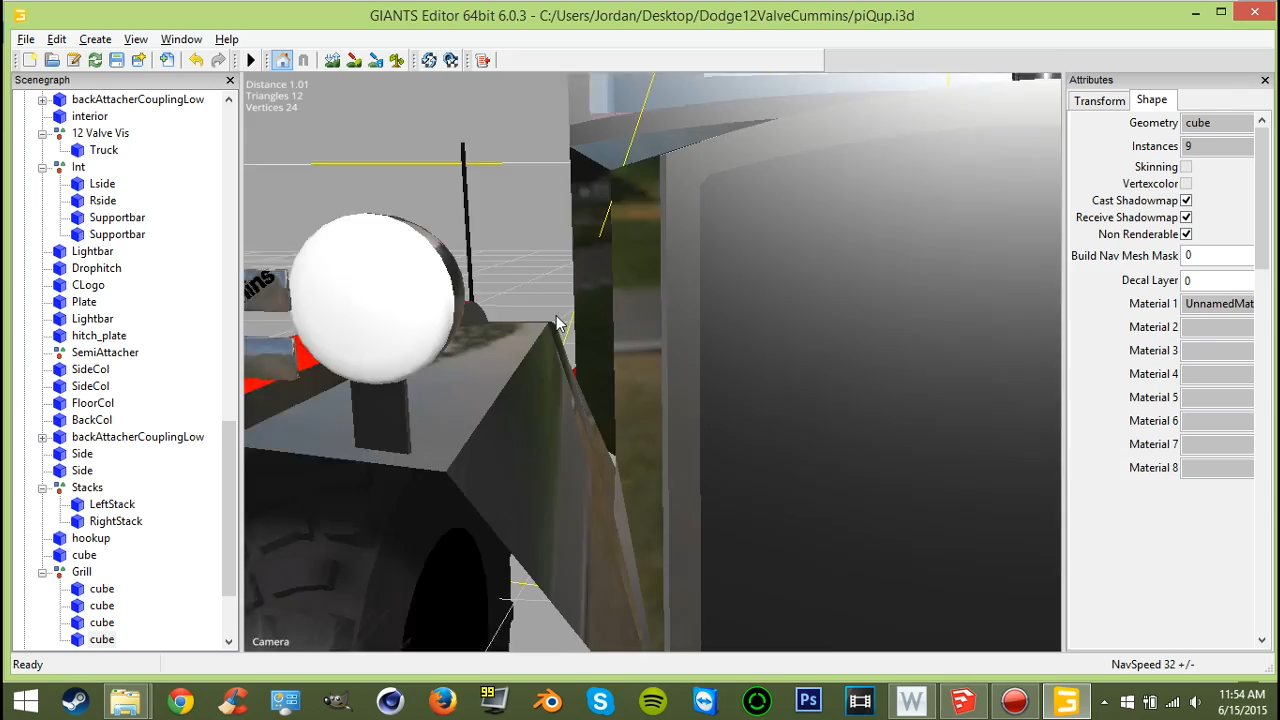 GIANTS Editor 64bit 6.0.3 - C:/Users/Jordan/Desktop/Dodge12ValveCummins/piQup.i3d
File Edit Create View Window Help
Scenegraph
backAttacherCouplingLow
interior
12 Valve Vis
Truck
Int
Lside
Rside
Supportbar
Supportbar
Lightbar
Drophitch
CLogo
Plate
Lightbar
hitch_plate
SemiAttacher
SideCol
SideCol
FloorCol
BackCol
backAttacherCouplingLow
Side
Side
Stacks
LeftStack
RightStack
hookup
cube
Grill
cube
cube
cube
cube
Distance 1.01
Triangles 12
Vertices 24
ins
Camera
Attributes
Transform Shape
Geometry cube
Instances 9
Skinning
Vertexcolor
Cast Shadowmap
Receive Shadowmap
Non Renderable
Build Nav Mesh Mask 0
Decal Layer 0
Material 1 UnnamedMat
Material 2
Material 3
Material 4
Material 5
Material 6
Material 7
Material 8
Ready
NavSpeed 32 +/-
99
W
Ps
11:54 AM
6/15/2015